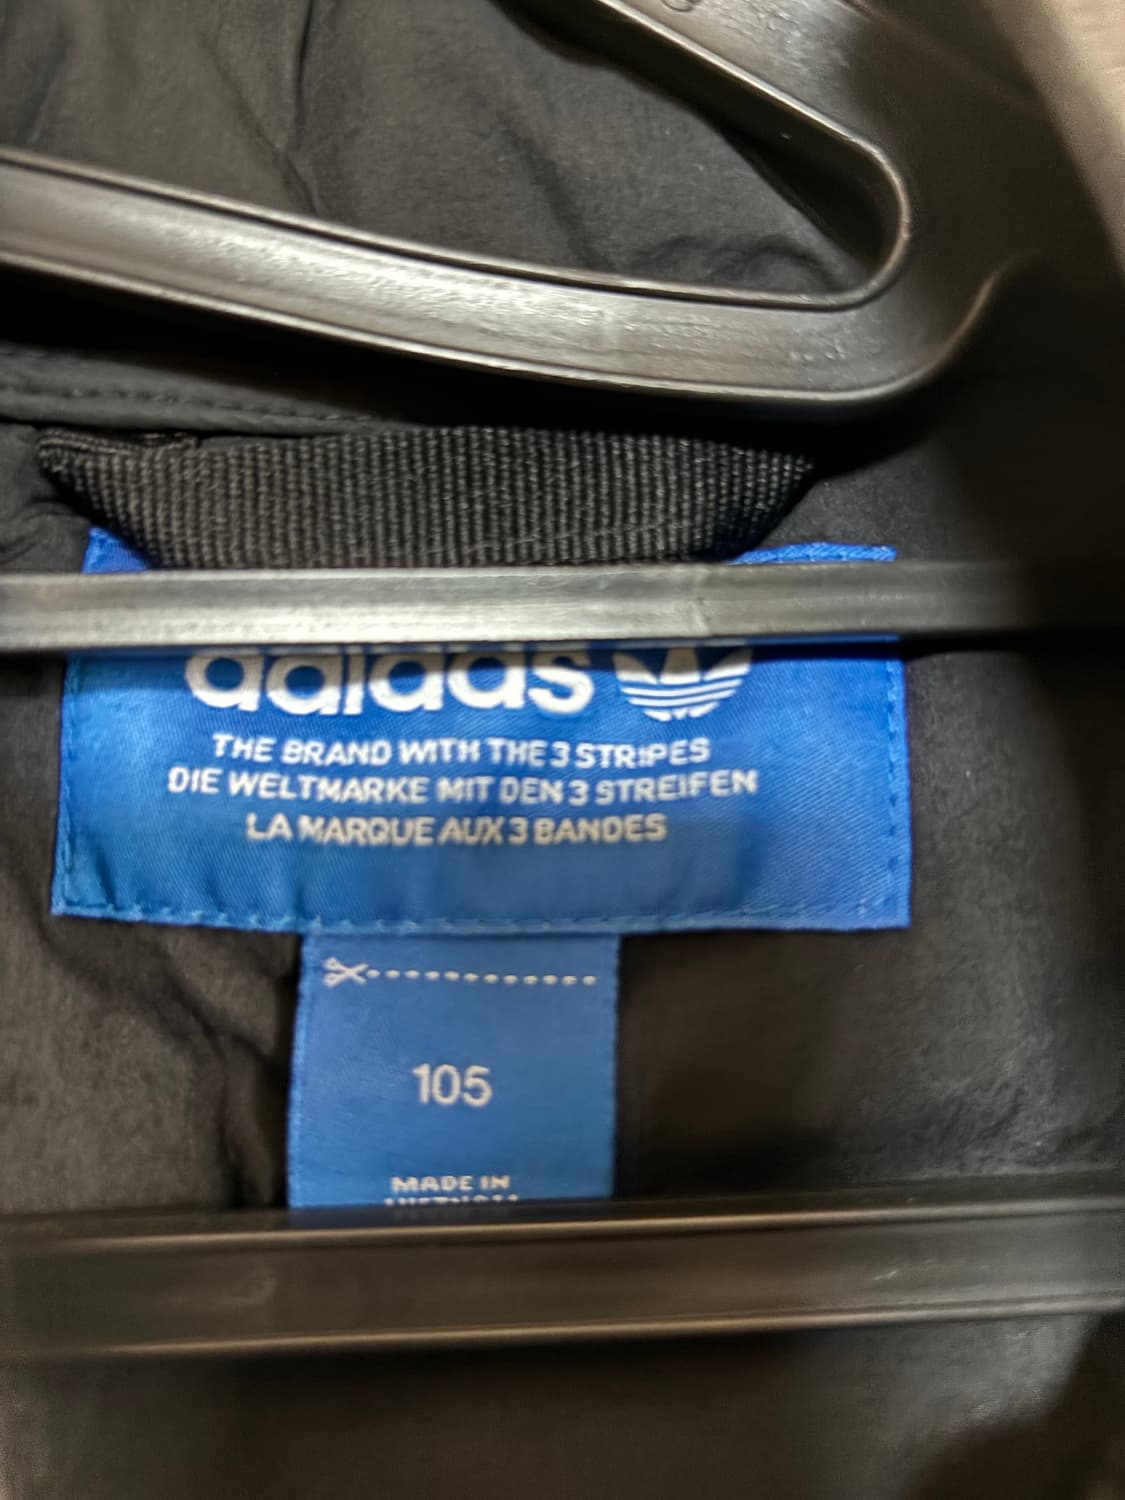 adidas
THE BRAND WITH THE 3 STRIPES
DIE WELTMARKE MIT DEN 3 STREIFEN
LA MARQUE AUX 3 BANDES
105
MADE IN